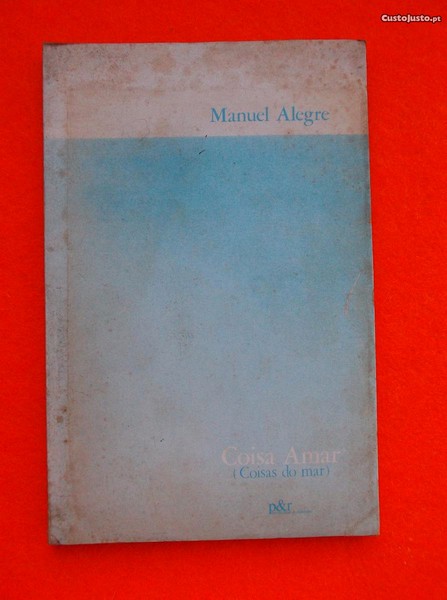 CustoJusto.pt
Manuel Alegre
Coisa Amar
(Coisas do mar)
p&r